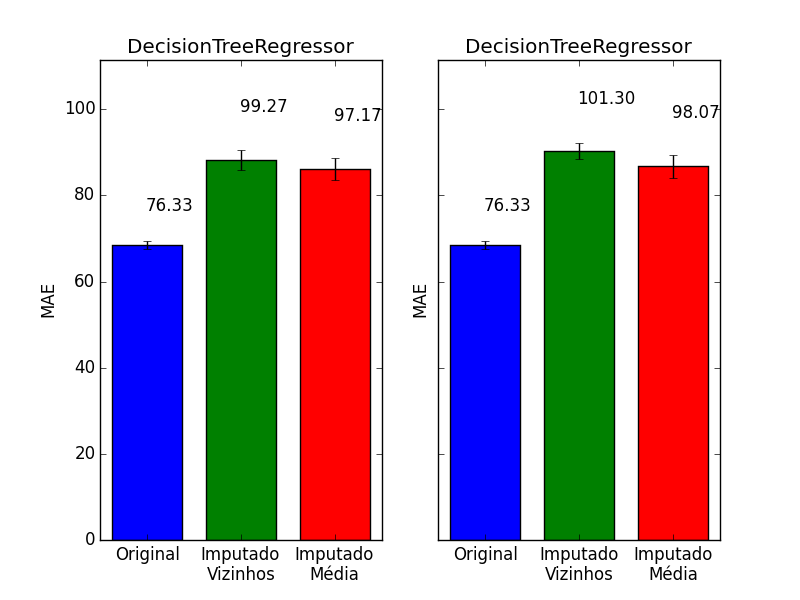 DecisionTreeRegressor
MAE
100
80
60
40
20
0
76.33
99.27
97.17
Original
Imputado
Vizinhos
Imputado
Média
DecisionTreeRegressor
MAE
76.33
101.30
98.07
Original
Imputado
Vizinhos
Imputado
Média